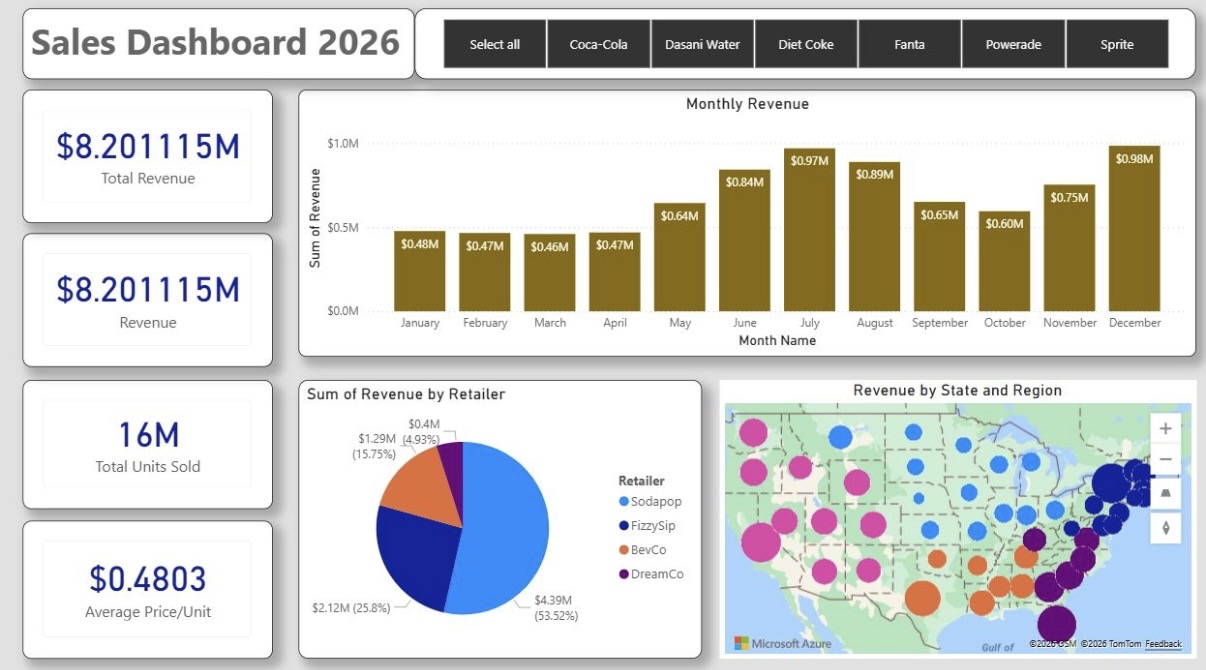 Sales Dashboard 2026
Select all
Coca-Cola
Dasani Water
Diet Coke
Fanta
Powerade
Sprite
$8.201115M
Total Revenue
$8.201115M
Revenue
16M
Total Units Sold
$0.4803
Average Price/Unit
Monthly Revenue
Sum of Revenue
$1.0M
$0.5M
$0.0M
$0.48M
$0.47M
$0.46M
$0.47M
$0.64M
$0.84M
$0.97M
$0.89M
$0.65M
$0.60M
$0.75M
$0.98M
January
February
March
April
May
June
July
August
September
October
November
December
Month Name
Sum of Revenue by Retailer
$0.4M
(4.93%)
$1.29M
(15.75%)
$2.12M (25.8%)
$4.39M
(53.52%)
Retailer
Sodapop
FizzySip
BevCo
DreamCo
Revenue by State and Region
Microsoft Azure
Gulf of
©2026 OSM ©2026 TomTom Feedback